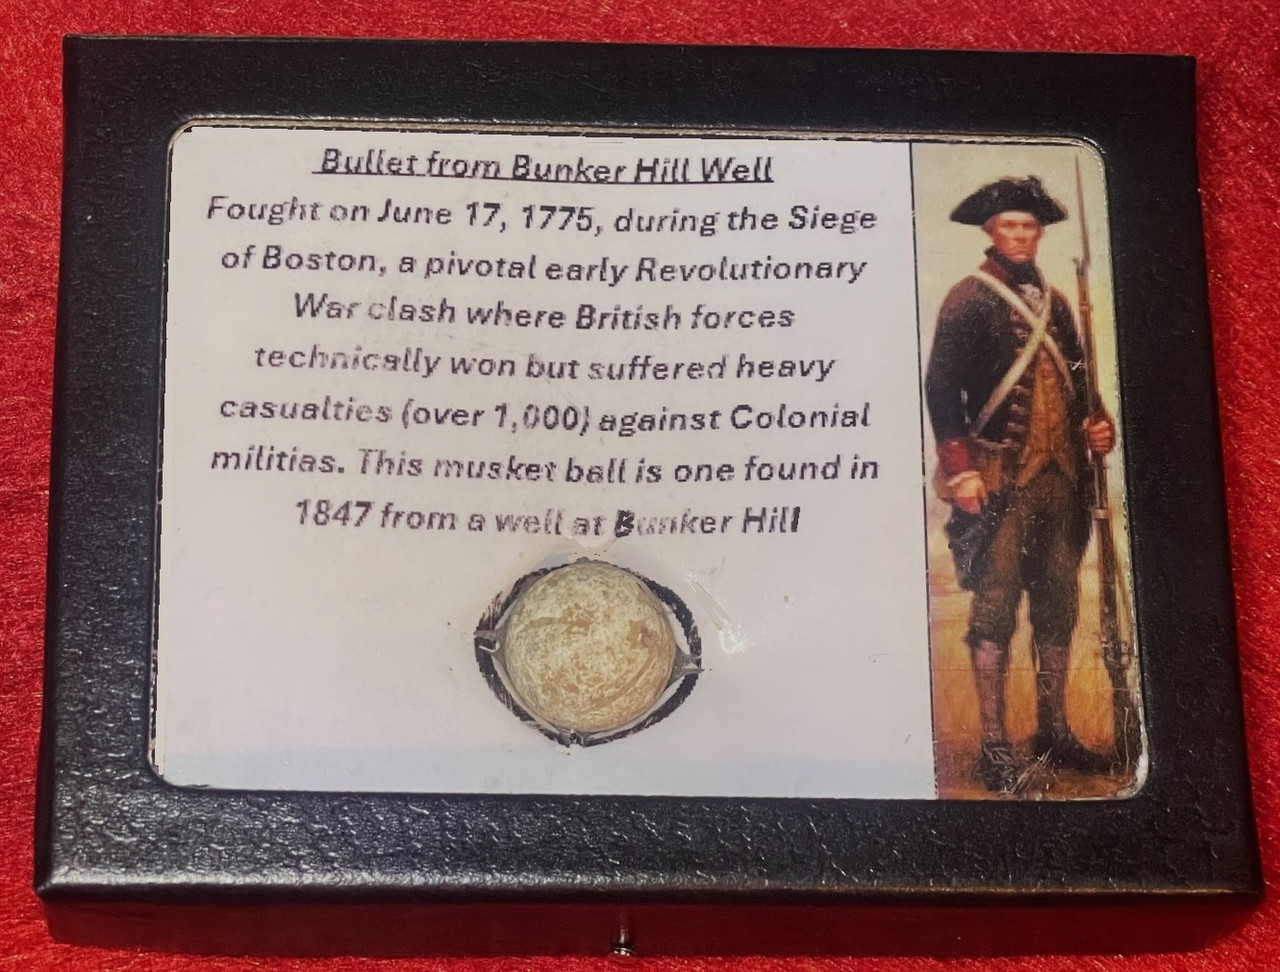 Bullet from Bunker Hill Well
Fought on June 17, 1775, during the Siege
of Boston, a pivotal early Revolutionary
War clash where British forces
technically won but suffered heavy
casualties (over 1,000) against Colonial
militias. This musket ball is one found in
1847 from a well at Bunker Hill